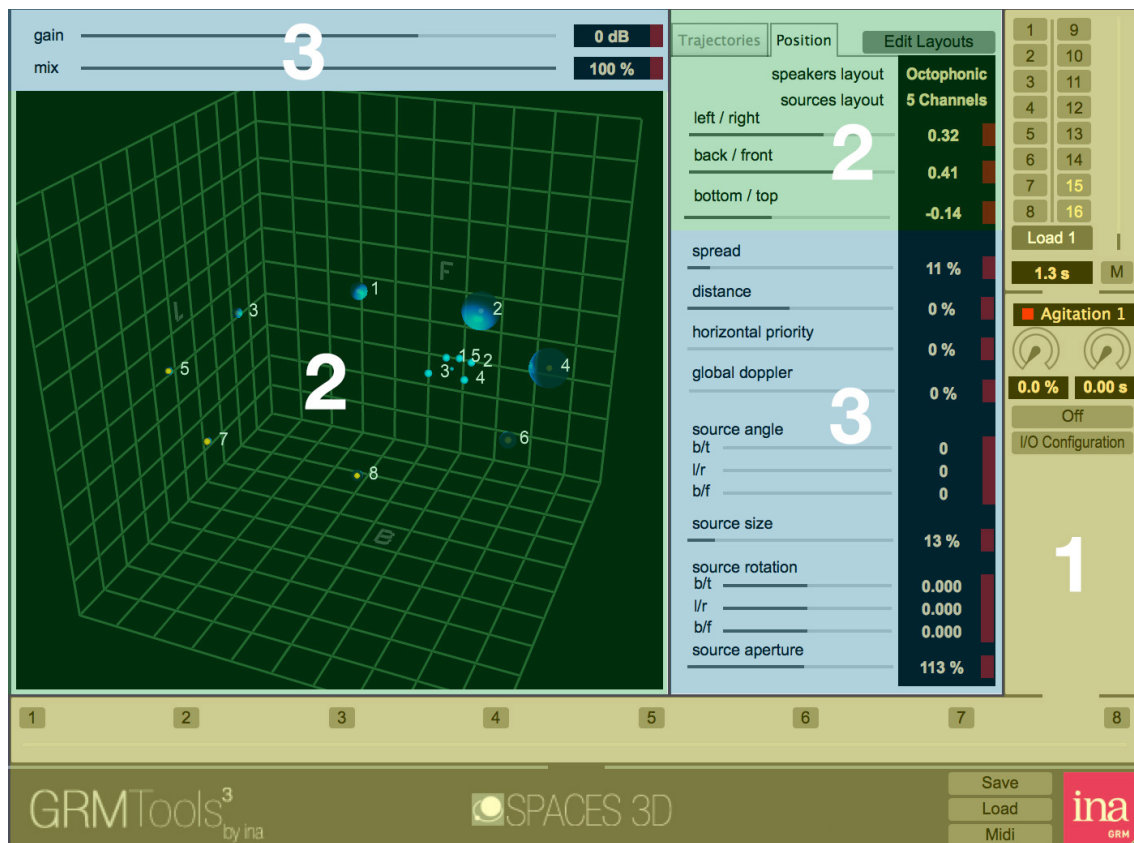 gain 0 dB
mix 100 %
3
Trajectories Position Edit Layouts
speakers layout Octophonic
sources layout 5 Channels
left / right 0.32
back / front 0.41
bottom / top -0.14
2
spread 11 %
distance 0 %
horizontal priority 0 %
global doppler 0 %
3
source angle
b/t 0
l/r 0
b/f 0
source size 13 %
source rotation
b/t 0.000
l/r 0.000
b/f 0.000
source aperture 113 %
L
F
B
1
2
3
4
5
6
7
8
1 5 2
3
4
2
1 9
2 10
3 11
4 12
5 13
6 14
7 15
8 16
Load 1
1.3 s M
Agitation 1
0.0 % 0.00 s
Off
I/O Configuration
1
1 2 3 4 5 6 7 8
GRMTools3
by ina
SPACES 3D
Save
Load
Midi
ina
GRM